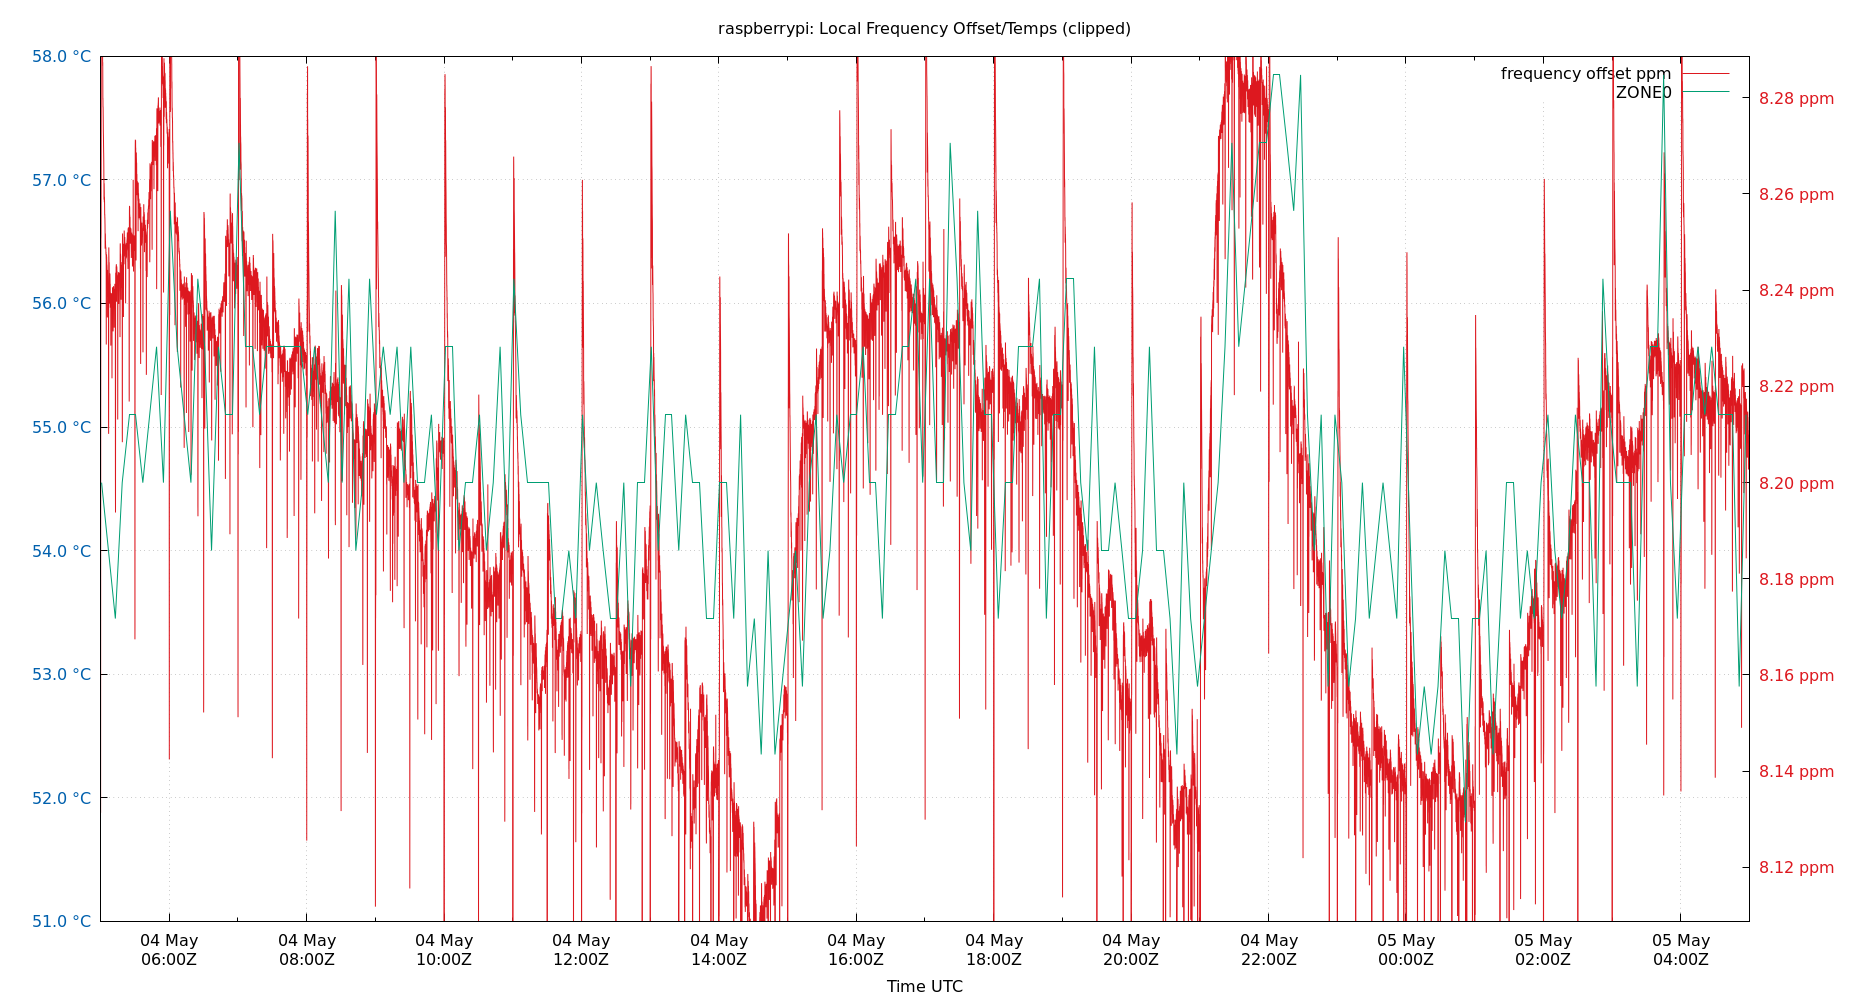 raspberrypi: Local Frequency Offset/Temps (clipped)
58.0 °C
57.0 °C
56.0 °C
55.0 °C
54.0 °C
53.0 °C
52.0 °C
51.0 °C
frequency offset ppm
ZONE0
8.28 ppm
8.26 ppm
8.24 ppm
8.22 ppm
8.20 ppm
8.18 ppm
8.16 ppm
8.14 ppm
8.12 ppm
04 May 04 May 04 May 04 May 04 May 04 May 04 May 04 May 04 May 05 May 05 May 05 May
06:00Z 08:00Z 10:00Z 12:00Z 14:00Z 16:00Z 18:00Z 20:00Z 22:00Z 00:00Z 02:00Z 04:00Z
Time UTC